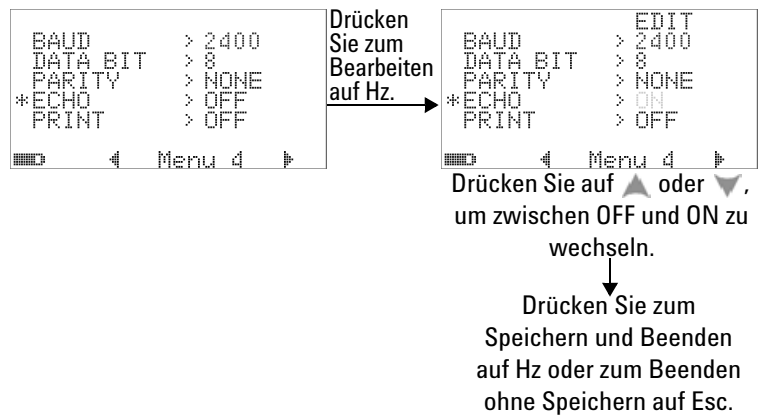 BAUD > 2400
DATA BIT > 8
PARITY > NONE
*ECHO > OFF
PRINT > OFF
Menu 4
Drücken
Sie zum
Bearbeiten
auf Hz.
EDIT
BAUD > 2400
DATA BIT > 8
PARITY > NONE
*ECHO > ON
PRINT > OFF
Menu 4
Drücken Sie auf ▲ oder ▼,
um zwischen OFF und ON zu
wechseln.
Drücken Sie zum
Speichern und Beenden
auf Hz oder zum Beenden
ohne Speichern auf Esc.